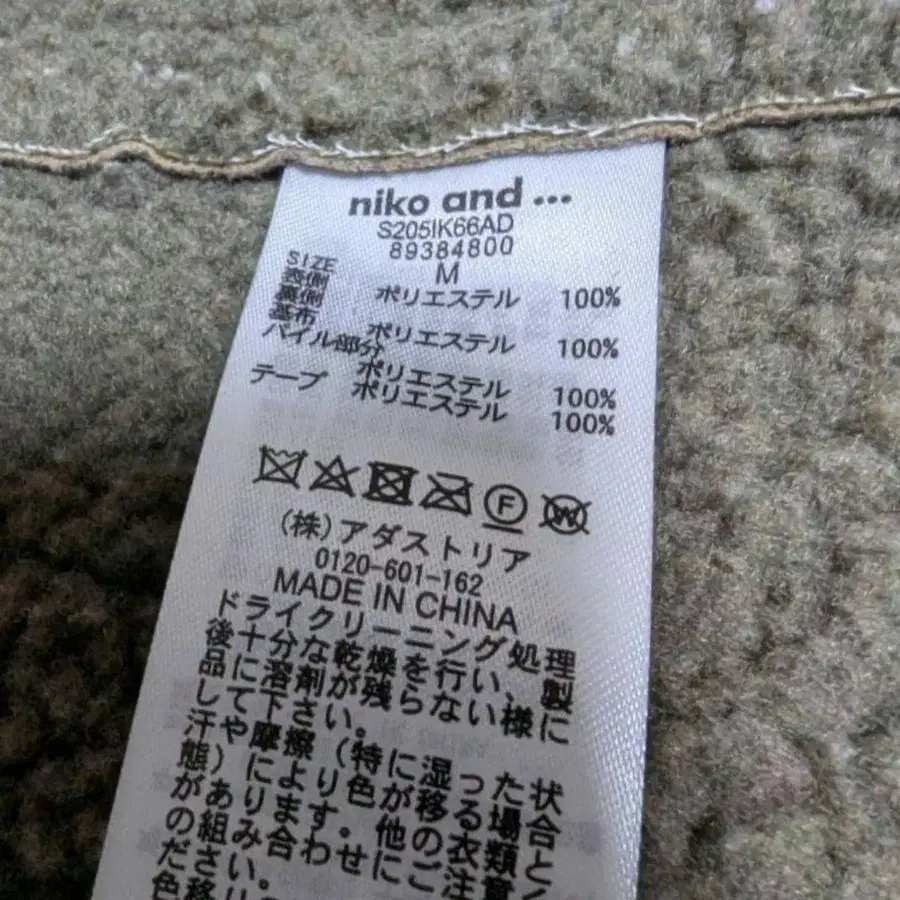 niko and ...
S205IK66AD
89384800
SIZE M
表側 ポリエステル 100%
裏側
基布 ポリエステル 100%
パイル部分
ポリエステル 100%
テープ ポリエステル 100%
F W
(株)アダストリア
0120-601-162
MADE IN CHINA
ドライクリーニング処理
後十分な乾燥を行い、製
品に溶剤が残らない様に
して下さい。
汗や摩擦(特に湿った状
態)により色が移る場合
があります。他の衣類と
の組み合わせにご注意く
ださい。
色移り